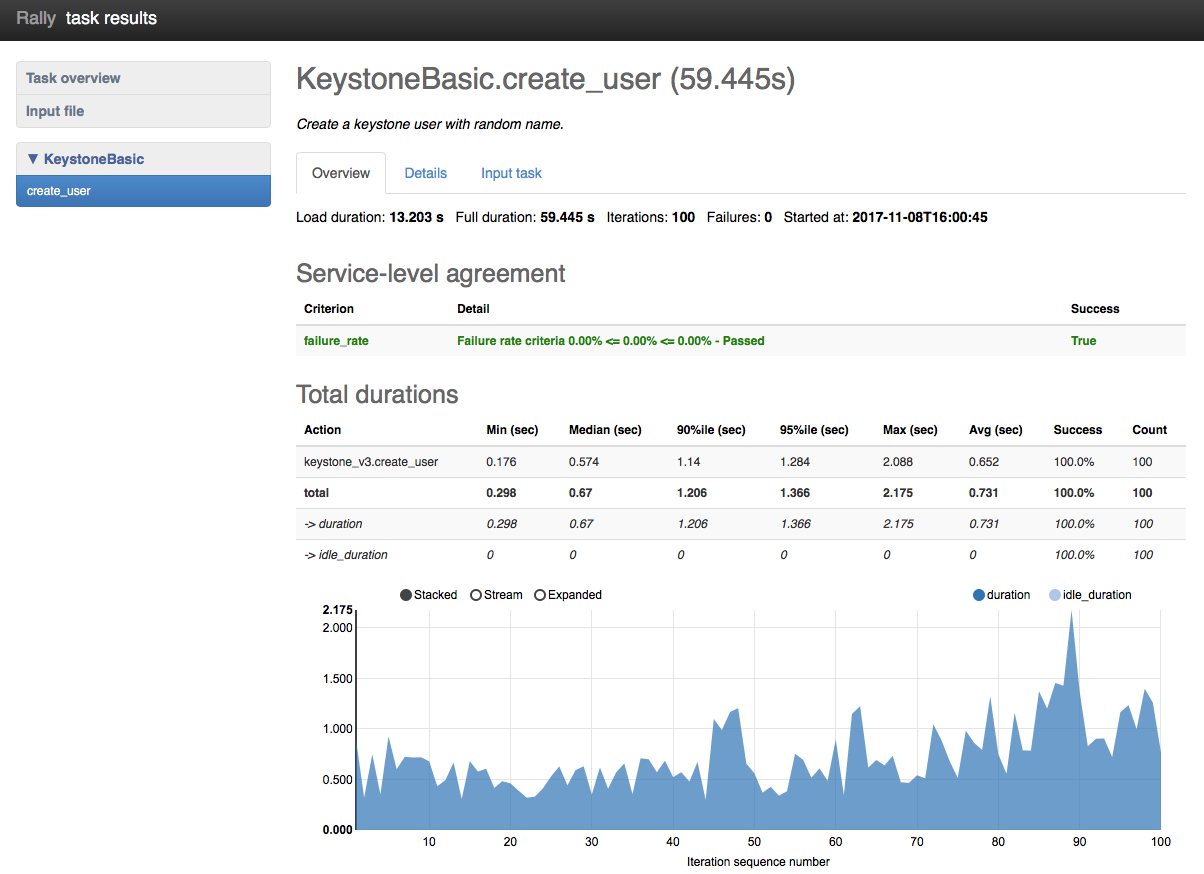 Rally task results
Task overview
Input file
▼ KeystoneBasic
create_user
KeystoneBasic.create_user (59.445s)
Create a keystone user with random name.
Overview Details Input task
Load duration: 13.203 s Full duration: 59.445 s Iterations: 100 Failures: 0 Started at: 2017-11-08T16:00:45
Service-level agreement
Criterion Detail Success
failure_rate Failure rate criteria 0.00% <= 0.00% <= 0.00% - Passed True
Total durations
Action Min (sec) Median (sec) 90%ile (sec) 95%ile (sec) Max (sec) Avg (sec) Success Count
keystone_v3.create_user 0.176 0.574 1.14 1.284 2.088 0.652 100.0% 100
total 0.298 0.67 1.206 1.366 2.175 0.731 100.0% 100
-> duration 0.298 0.67 1.206 1.366 2.175 0.731 100.0% 100
-> idle_duration 0 0 0 0 0 0 100.0% 100
Stacked Stream Expanded duration idle_duration
2.175
2.000
1.500
1.000
0.500
0.000
10 20 30 40 50 60 70 80 90 100
Iteration sequence number